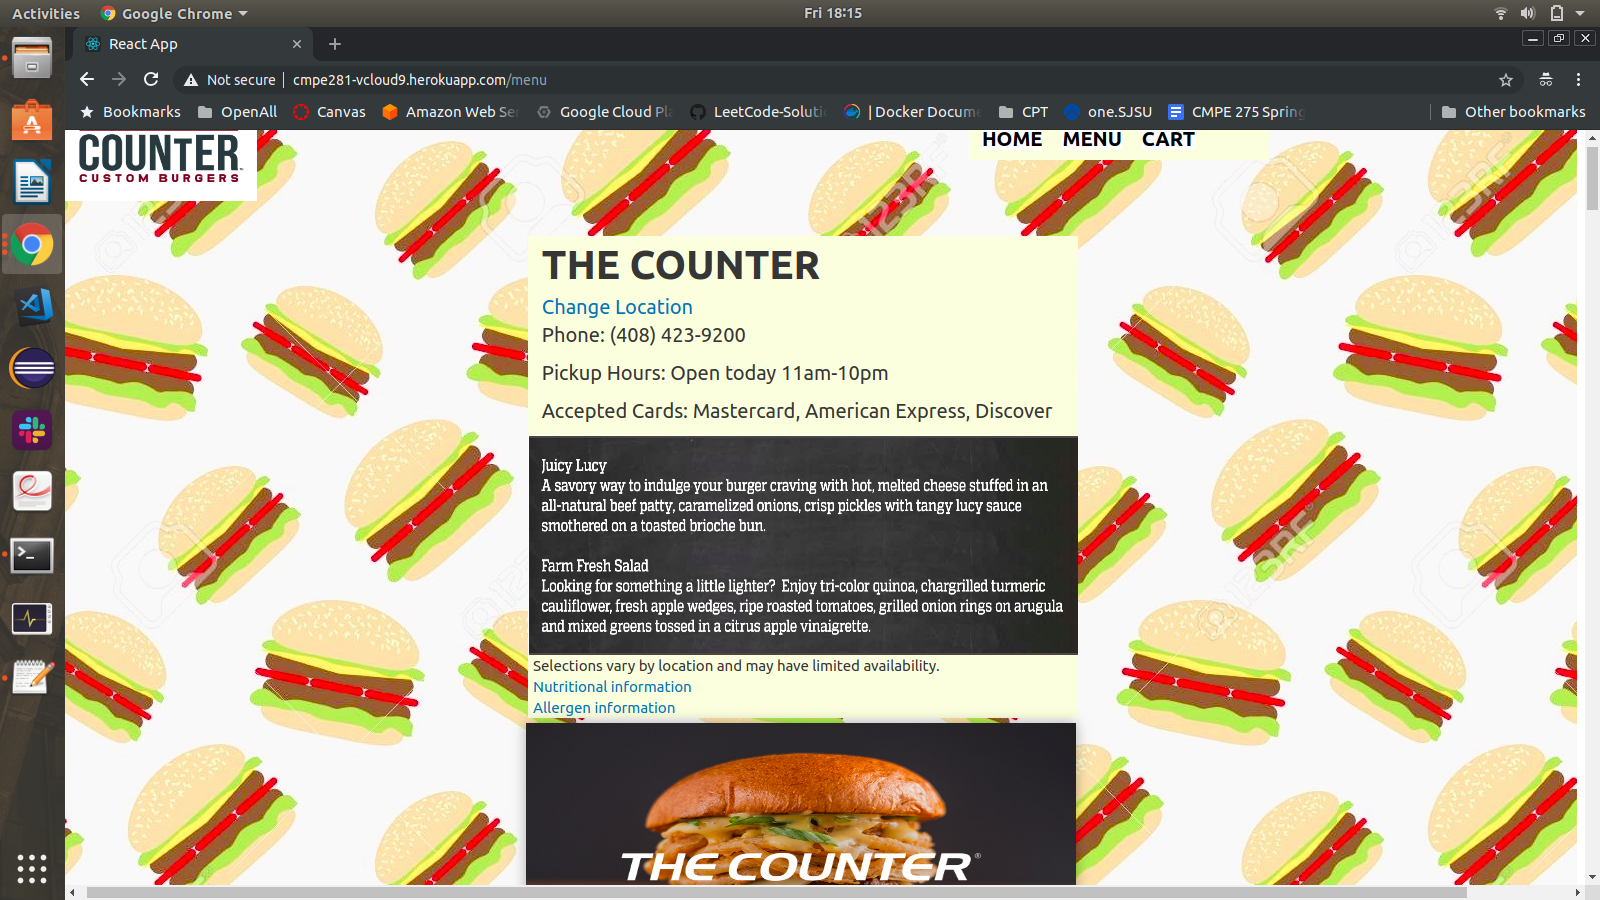 Activities
Google Chrome
Fri 18:15
React App
Not secure
cmpe281-vcloud9.herokuapp.com/menu
Bookmarks
OpenAll
Canvas
Amazon Web Se
Google Cloud Pl
LeetCode-Soluti
| Docker Docume
CPT
one.SJSU
CMPE 275 Spring
Other bookmarks
COUNTER
CUSTOM BURGERS
HOME MENU CART
THE COUNTER
Change Location
Phone: (408) 423-9200
Pickup Hours: Open today 11am-10pm
Accepted Cards: Mastercard, American Express, Discover
Juicy Lucy
A savory way to indulge your burger craving with hot, melted cheese stuffed in an
all-natural beef patty, caramelized onions, crisp pickles with tangy lucy sauce
smothered on a toasted brioche bun.
Farm Fresh Salad
Looking for something a little lighter? Enjoy tri-color quinoa, chargrilled turmeric
cauliflower, fresh apple wedges, ripe roasted tomatoes, grilled onion rings on arugula
and mixed greens tossed in a citrus apple vinaigrette.
Selections vary by location and may have limited availability.
Nutritional information
Allergen information
THE COUNTER®